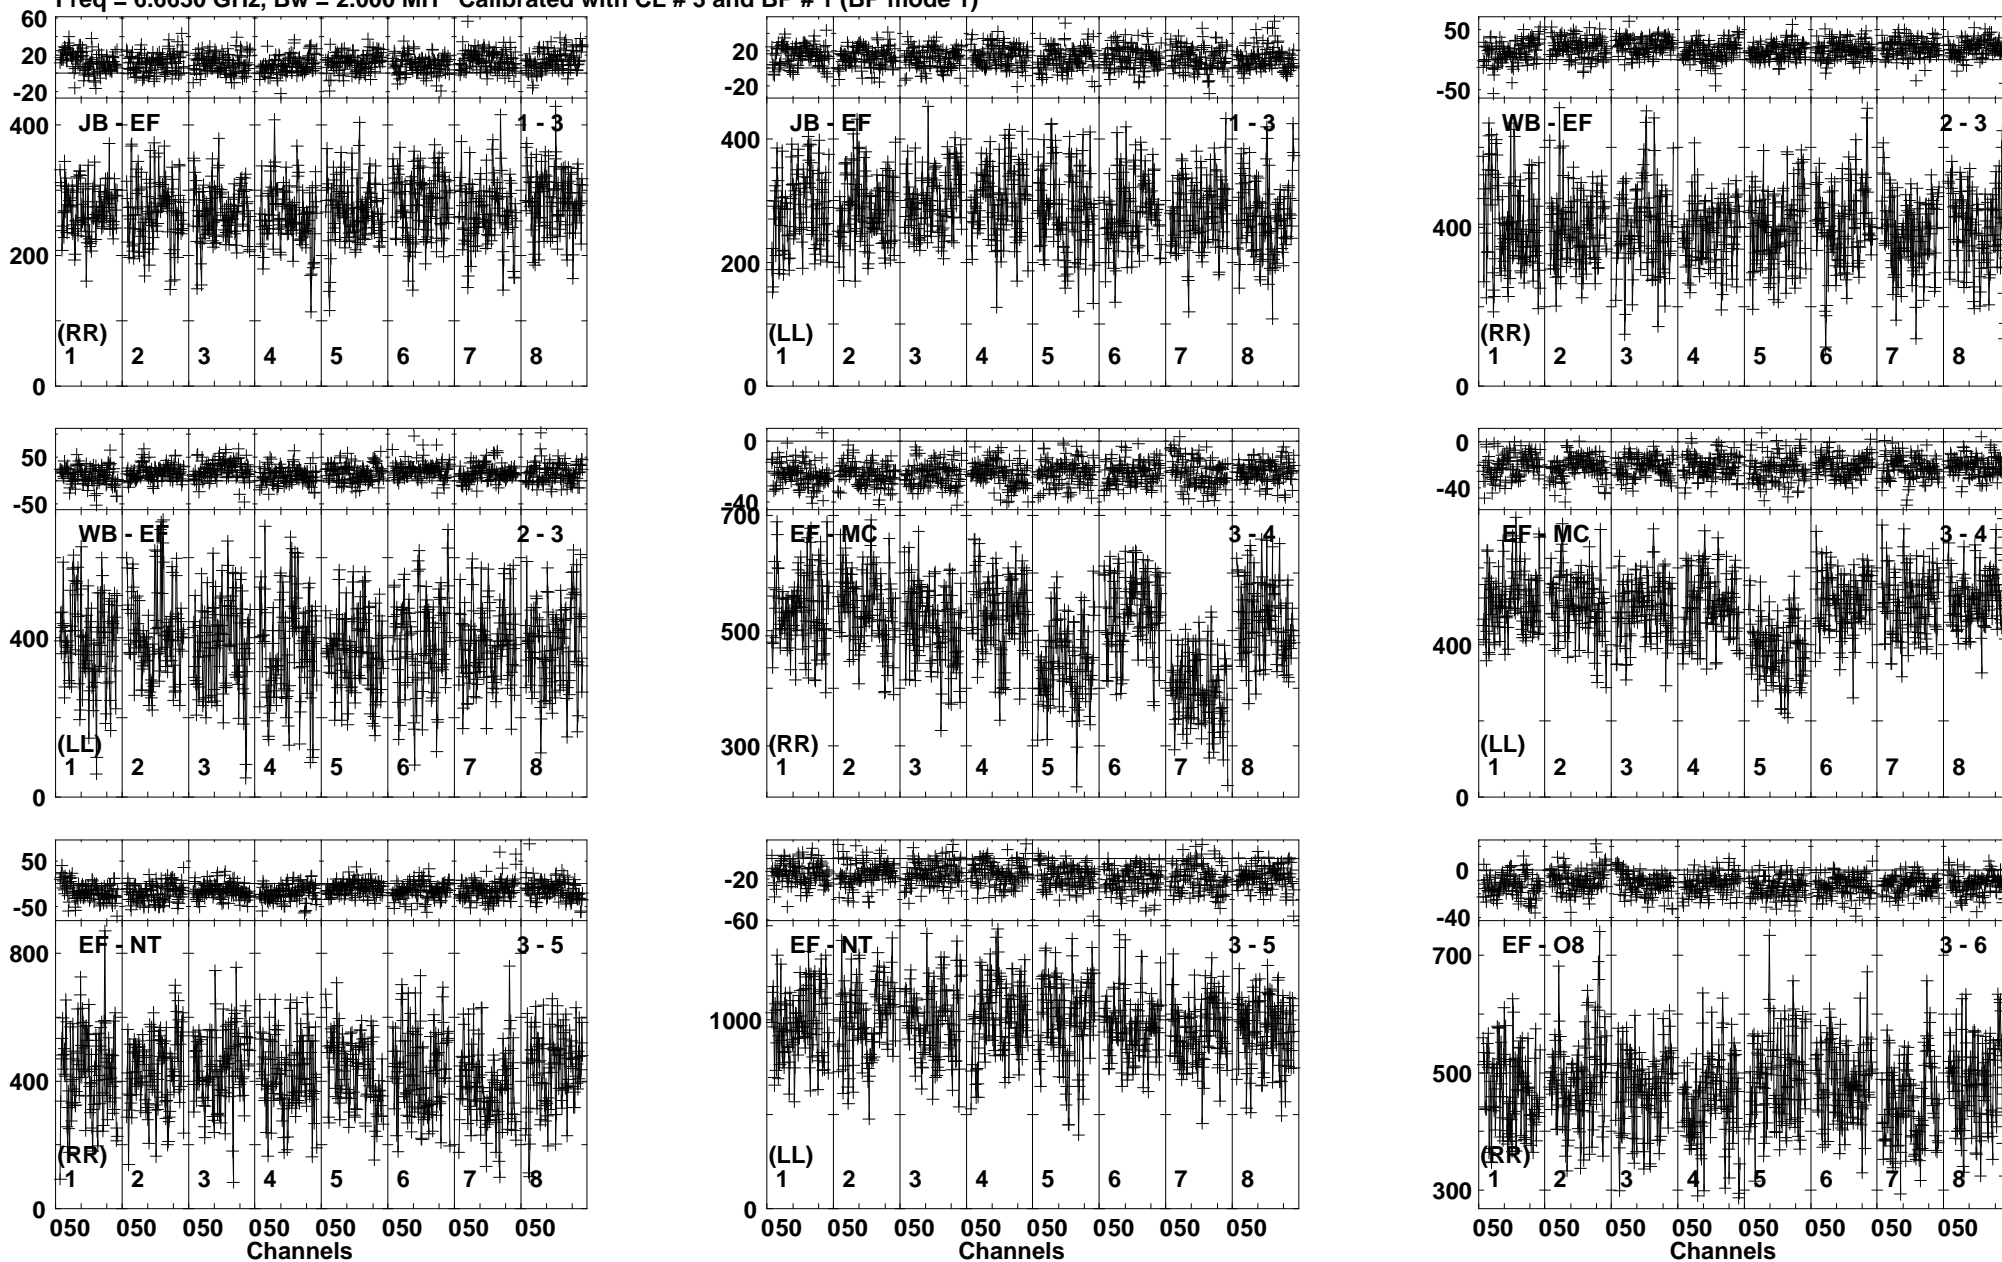 Freq = 6.6650 GHz, Bw = 2.000 MH Calibrated with CL # 3 and BP # 1 (BP mode 1)
60 20 -20
20 -20
50 -50
JB - EF 1 - 3
400 200 0
(RR)
1 2 3 4 5 6 7 8
JB - EF 1 - 3
400 200 0
(LL)
1 2 3 4 5 6 7 8
WB - EF 2 - 3
400 0
(RR)
1 2 3 4 5 6 7 8
50 -50
0 -40
0 -40
WB - EF 2 - 3
400 0
(LL)
1 2 3 4 5 6 7 8
EF - MC 3 - 4
700 500 300
(RR)
1 2 3 4 5 6 7 8
EF - MC 3 - 4
400 0
(LL)
1 2 3 4 5 6 7 8
50 -50
-20 -60
0 -40
EF - NT 3 - 5
800 400 0
(RR)
1 2 3 4 5 6 7 8
050 050 050 050 050 050 050 050
Channels
EF - NT 3 - 5
1000 0
(LL)
1 2 3 4 5 6 7 8
050 050 050 050 050 050 050 050
Channels
EF - O8 3 - 6
700 500 300
(RR)
1 2 3 4 5 6 7 8
050 050 050 050 050 050 050 050
Channels